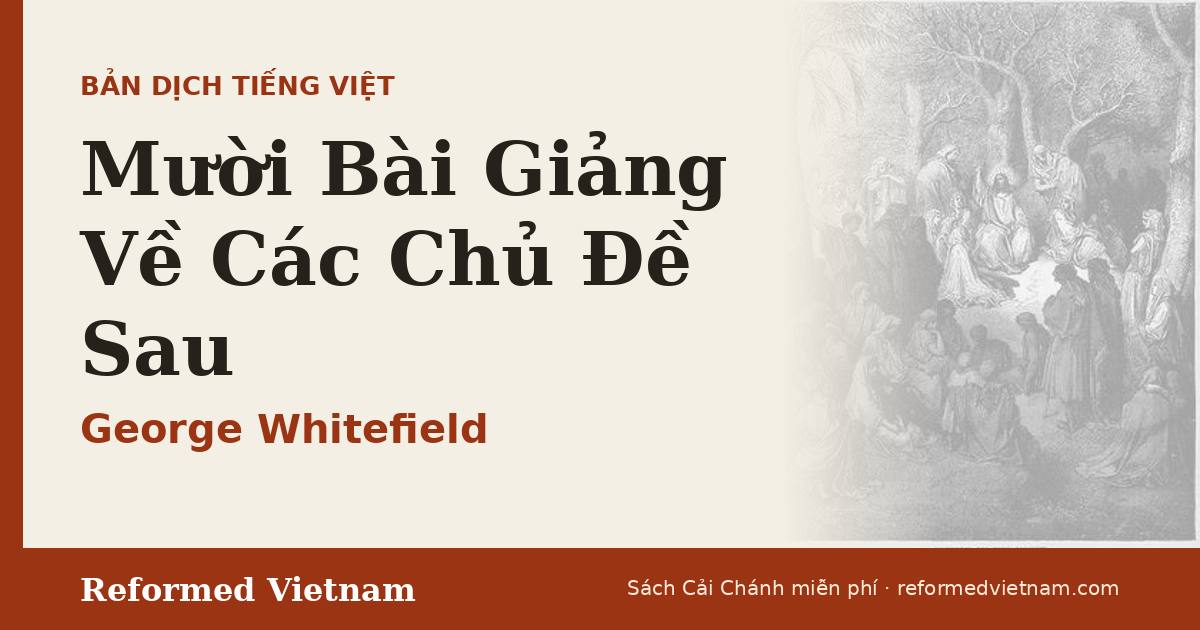 BẢN DỊCH TIẾNG VIỆT
Mười Bài Giảng
Về Các Chủ Đề
Sau
George Whitefield
Reformed Vietnam
Sách Cải Chánh miễn phí · reformedvietnam.com